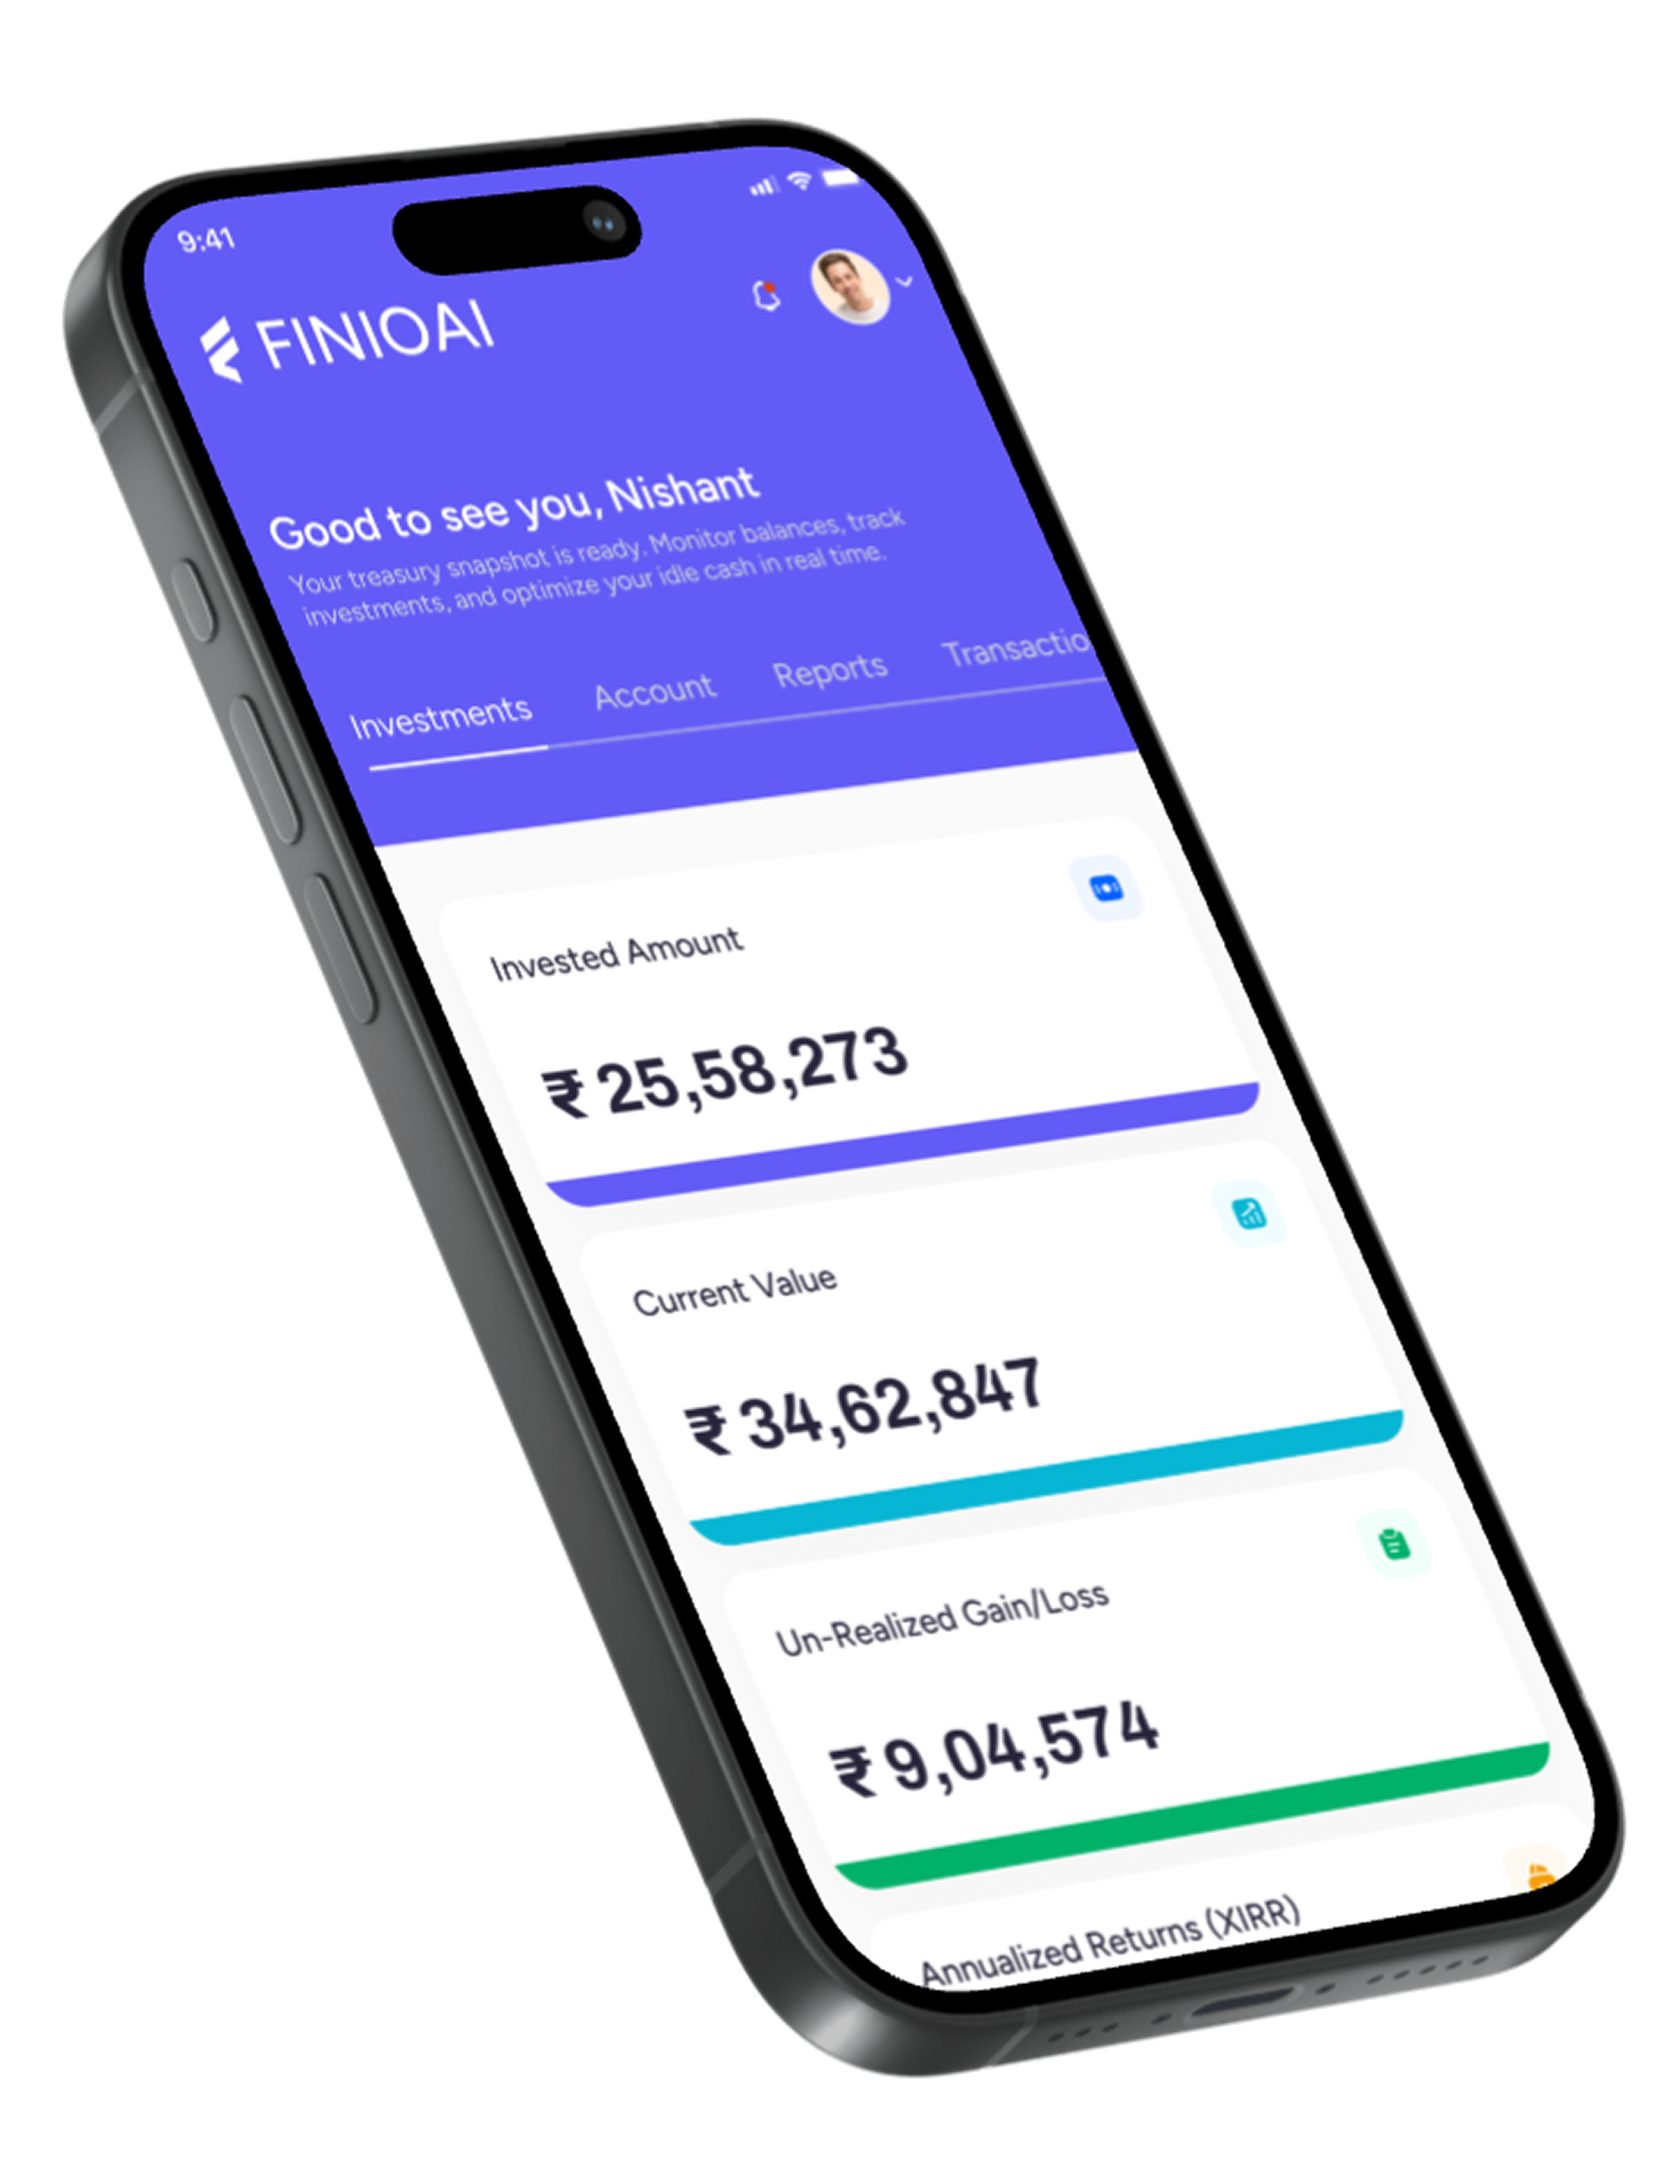 9:41
FINIOAI
Good to see you, Nishant
Your treasury snapshot is ready. Monitor balances, track
investments, and optimize your idle cash in real time.
Investments Account Reports Transactio
Invested Amount
₹ 25,58,273
Current Value
₹ 34,62,847
Un-Realized Gain/Loss
₹ 9,04,574
Annualized Returns (XIRR)